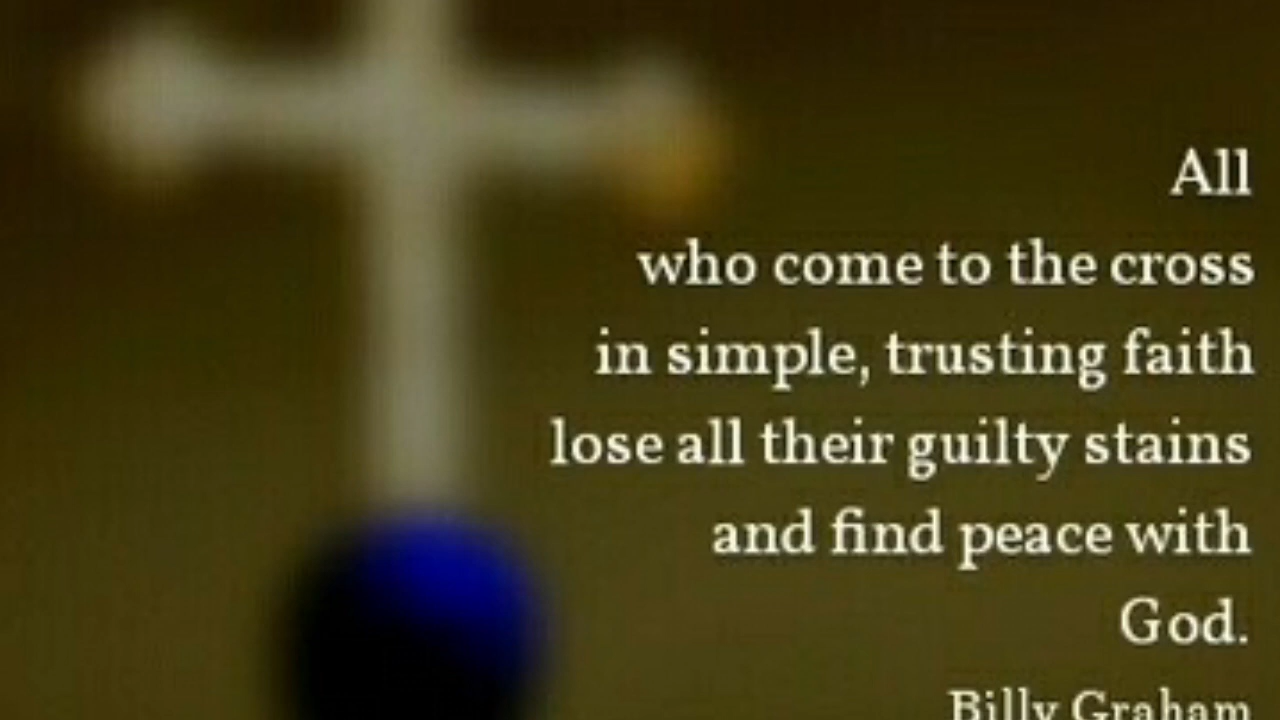 All
who come to the cross
in simple, trusting faith
lose all their guilty stains
and find peace with
God.
Billy Graham